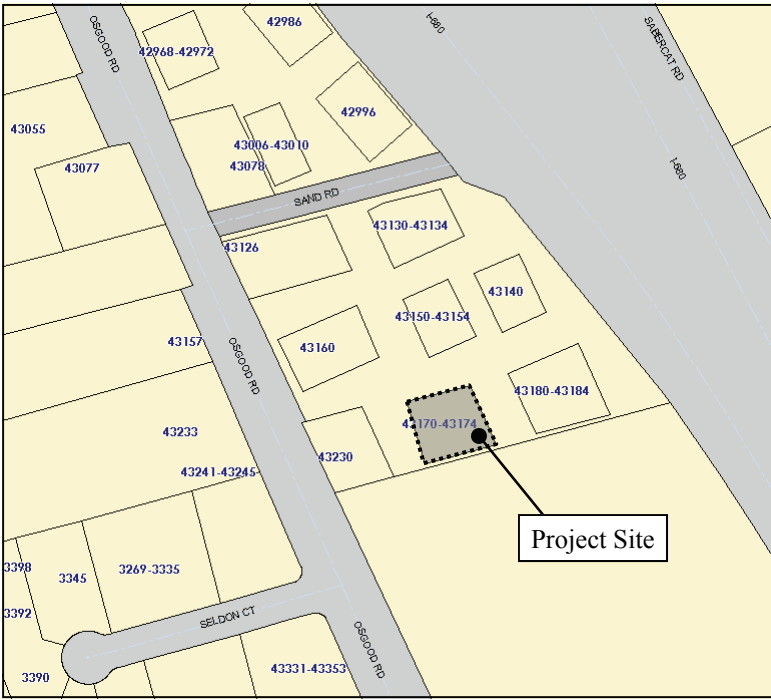 OSGOOD RD
42968-42972
42986
I-680
SABERCAT RD
43055
43077
42996
43006-43010
43078
I-680
SAND RD
43126
43130-43134
43140
43150-43154
43157
OSGOOD RD
43160
43180-43184
43170-43174
43233
43230
43241-43245
Project Site
3398
3345
3269-3335
3392
SELDON CT
OSGOOD RD
3390
43331-43353